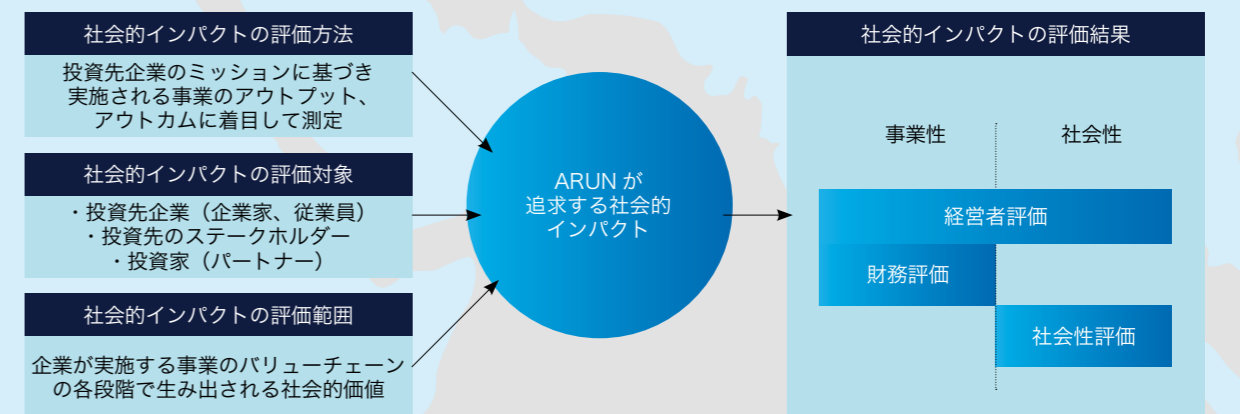 社会的インパクトの評価方法
投資先企業のミッションに基づき
実施される事業のアウトプット、
アウトカムに着目して測定
社会的インパクトの評価対象
・投資先企業（企業家、従業員）
・投資先のステークホルダー
・投資家（パートナー）
社会的インパクトの評価範囲
企業が実施する事業のバリューチェーン
の各段階で生み出される社会的価値
ARUN が
追求する社会的
インパクト
社会的インパクトの評価結果
事業性 社会性
経営者評価
財務評価
社会性評価